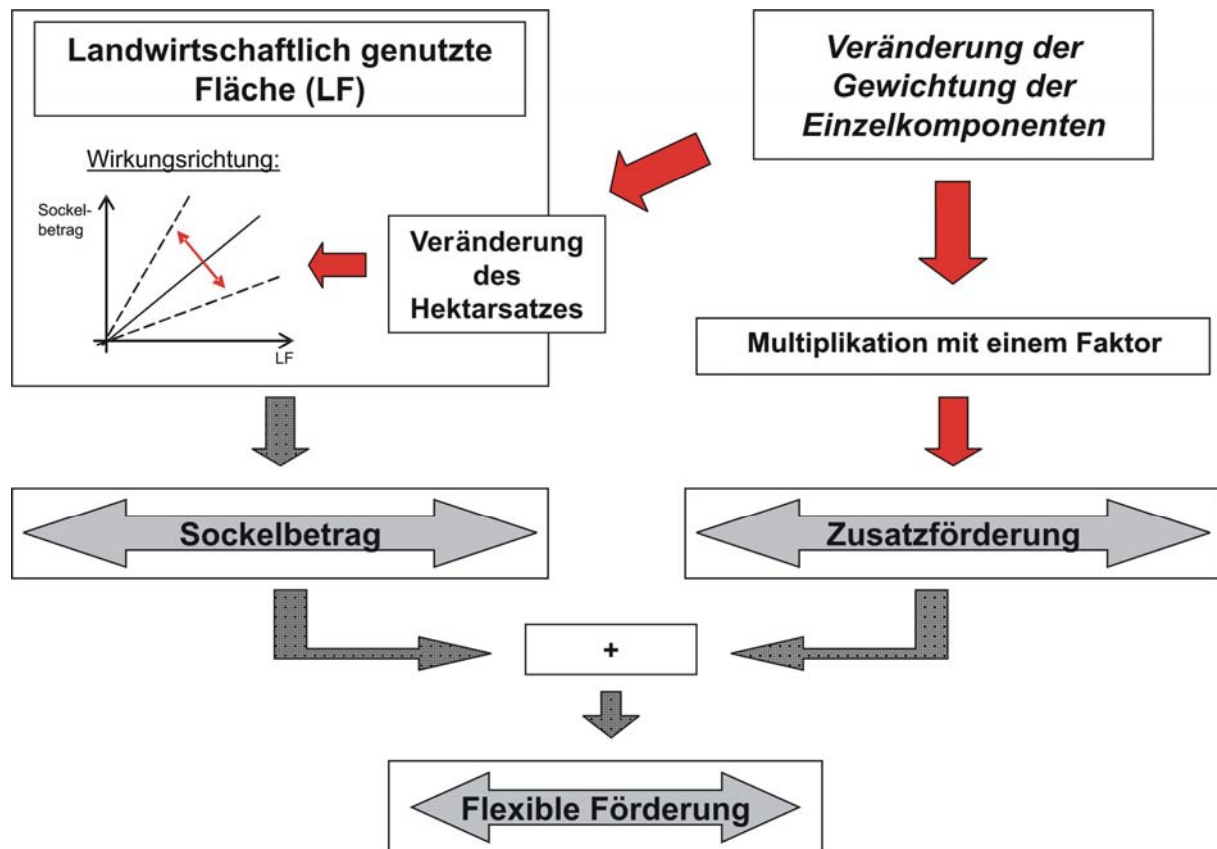 Landwirtschaftlich genutzte
Fläche (LF)
Wirkungsrichtung:
Sockel-
betrag
LF
Veränderung
des
Hektarsatzes
Veränderung der
Gewichtung der
Einzelkomponenten
Multiplikation mit einem Faktor
Sockelbetrag
Zusatzförderung
+
Flexible Förderung